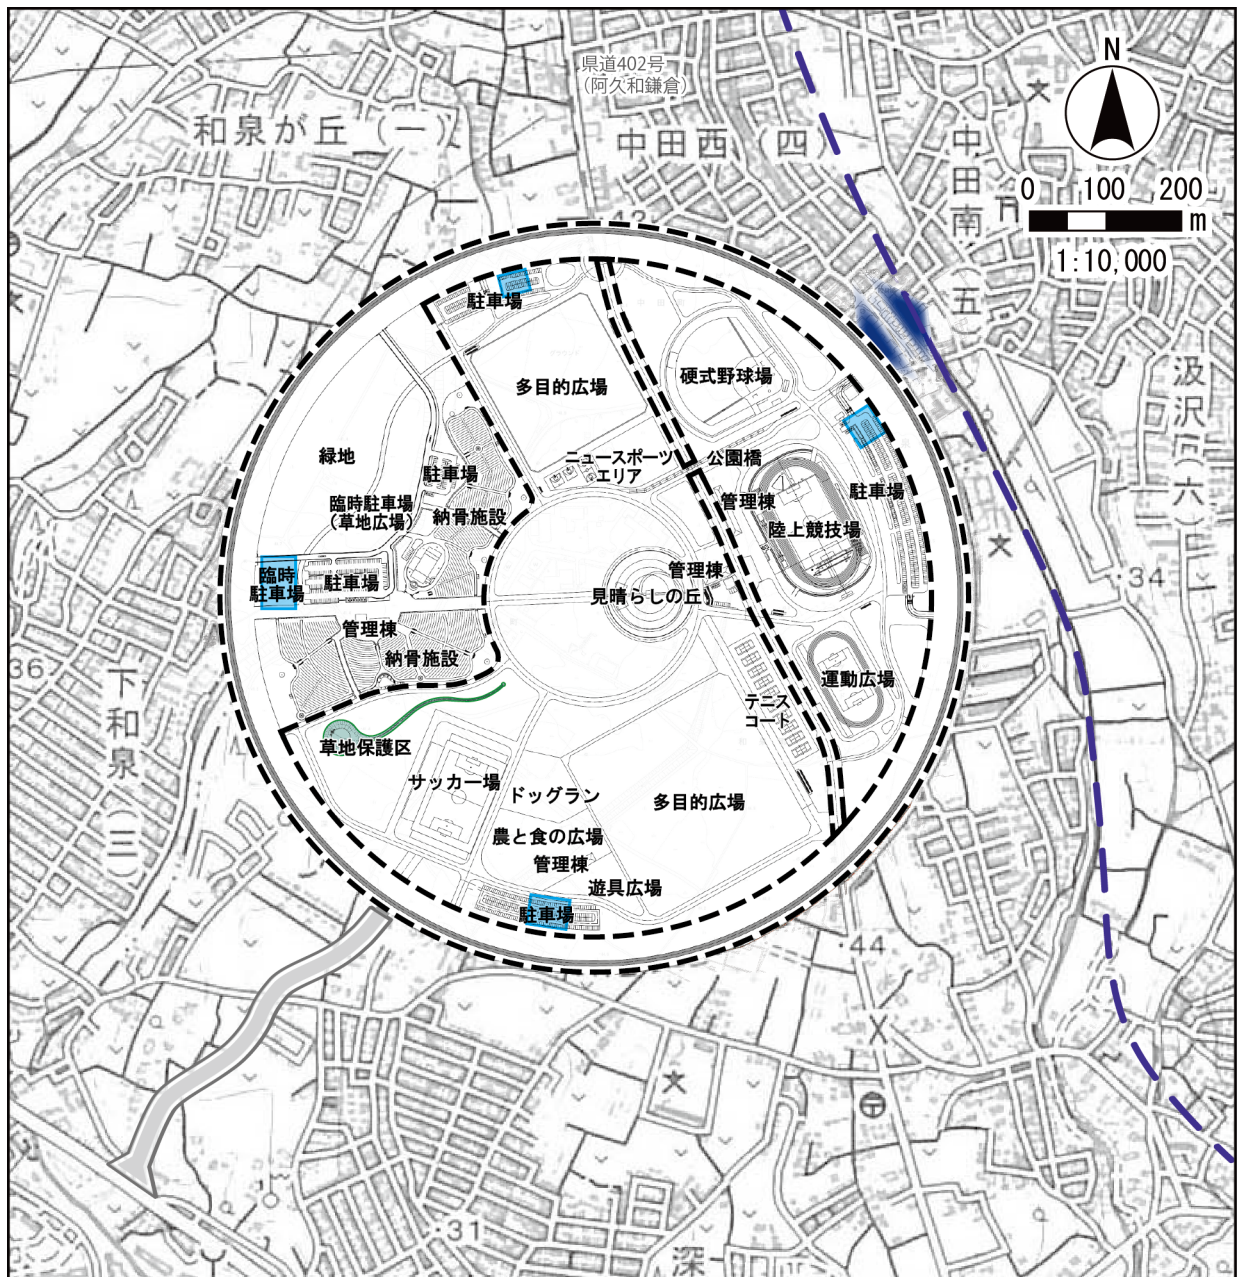 県道402号
(阿久和鎌倉)
N
和泉が丘(一)
中田西(四)
中田南(五)
0 100 200
m
1:10,000
・42
駐車場
多目的広場
硬式野球場
汲沢(六)
緑地
駐車場
ニュースポーツ
エリア
公園橋
臨時駐車場
(草地広場)
納骨施設
管理棟
駐車場
陸上競技場
臨時
駐車場
駐車場
管理棟
見晴らしの丘
・34
管理棟
納骨施設
36
下和泉(三)
運動広場
テニス
コート
草地保護区
サッカー場
ドッグラン
多目的広場
農と食の広場
管理棟
遊具広場
駐車場
・44
・31
深